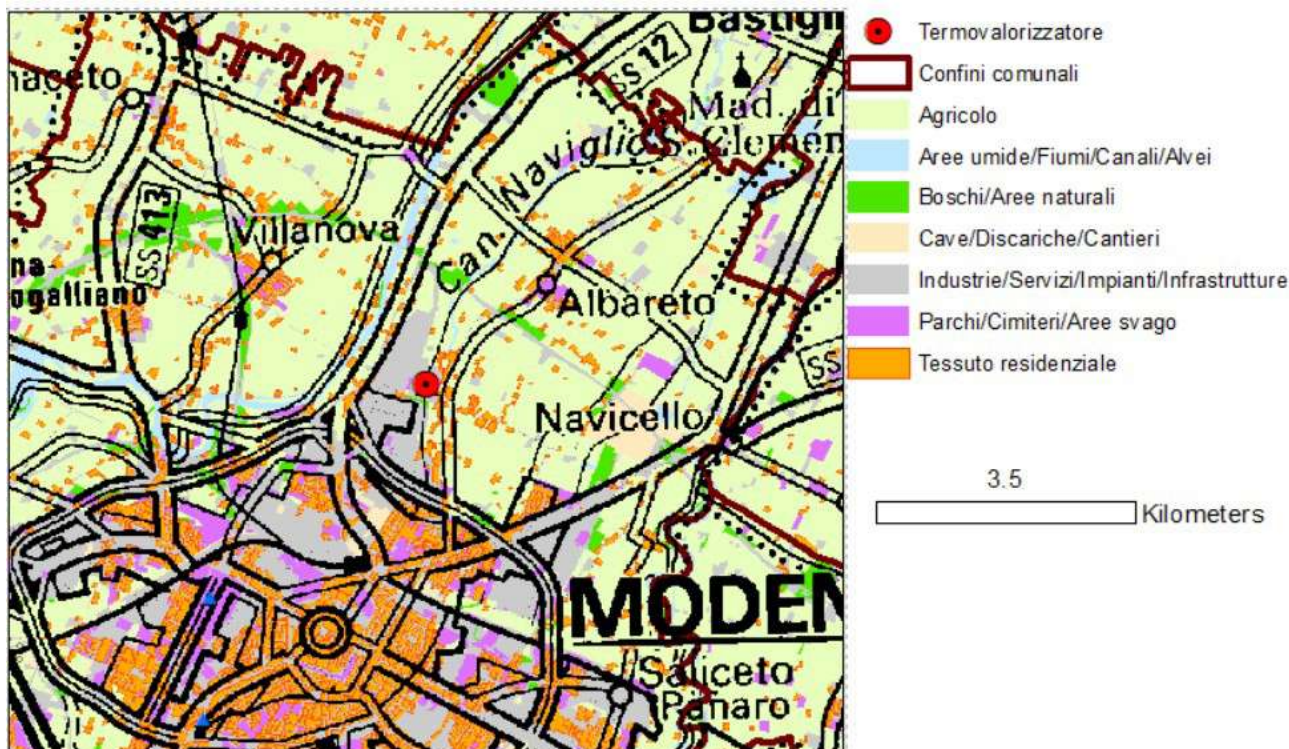 Bastigl
SS 12
naceto
Mad. di
S. Clemén
Can. Naviglio
SS 413
Villanova
na
ogalliano
Albareto
SS
Navicello
MODEN
Saliceto
Panaro
Termovalorizzatore
Confini comunali
Agricolo
Aree umide/Fiumi/Canali/Alvei
Boschi/Aree naturali
Cave/Discariche/Cantieri
Industrie/Servizi/Impianti/Infrastrutture
Parchi/Cimiteri/Aree svago
Tessuto residenziale
3.5
Kilometers